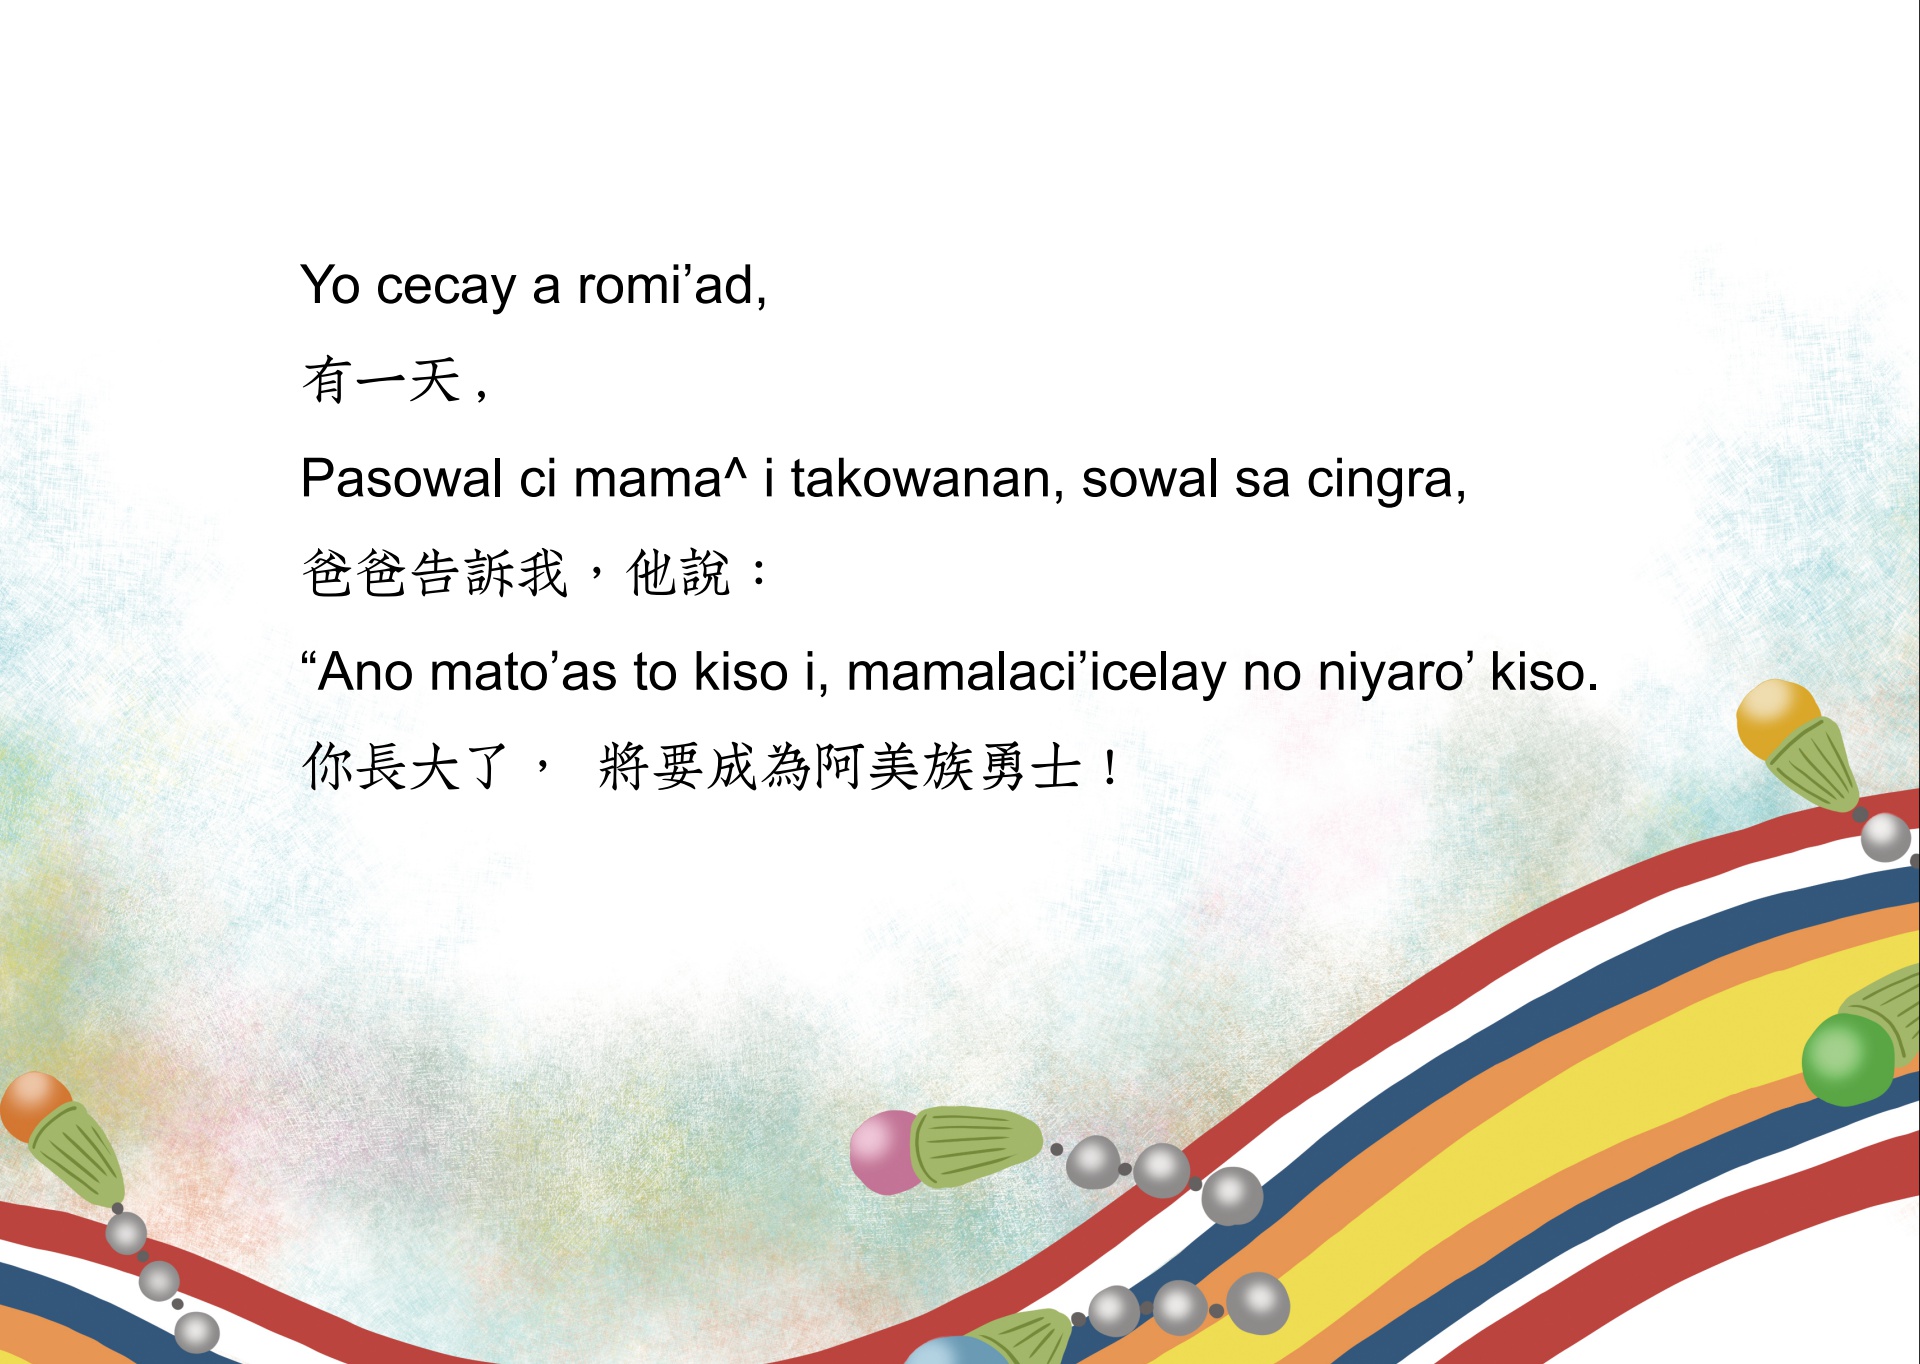 Yo cecay a romi’ad,
有一天,
Pasowal ci mama^ i takowanan, sowal sa cingra,
爸爸告訴我，他說：
“Ano mato’as to kiso i, mamalaci’icelay no niyaro’ kiso.
你長大了， 將要成為阿美族勇士!